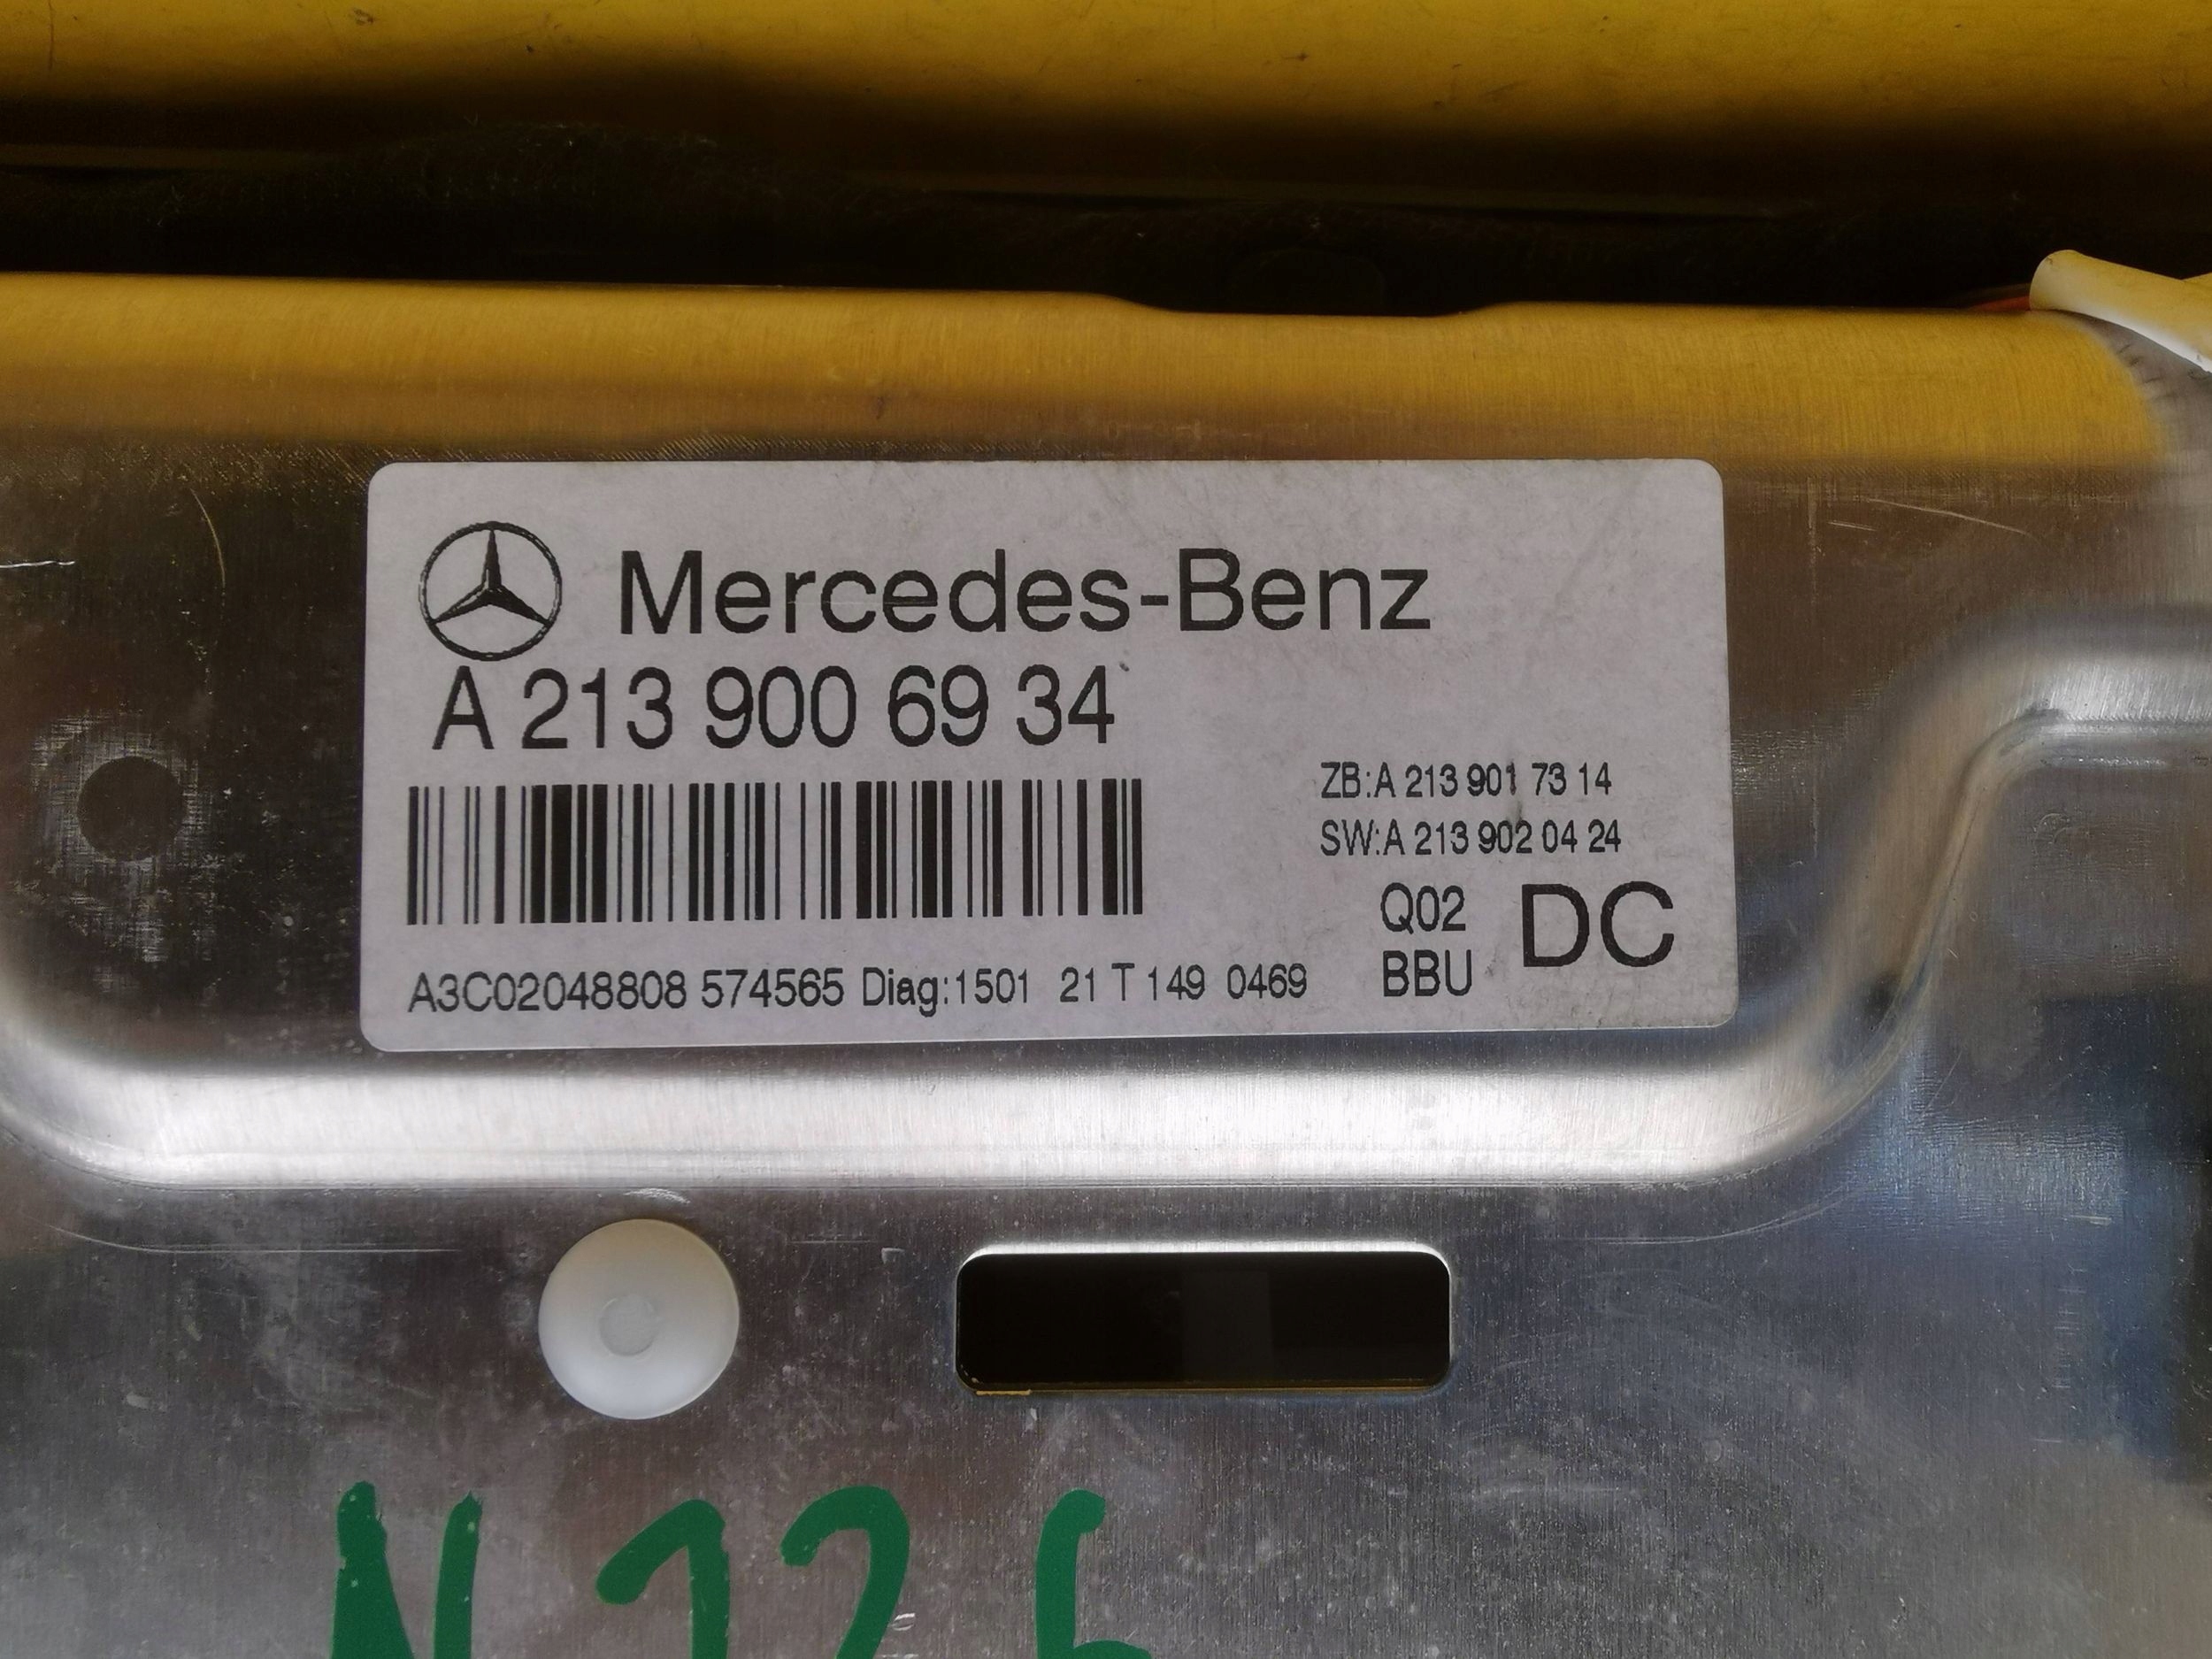 Mercedes-Benz
A 213 900 69 34
ZB:A 213 901 73 14
SW:A 213 902 04 24
Q02
BBU
DC
A3C02048808 574565 Diag:1501 21 T 149 0469